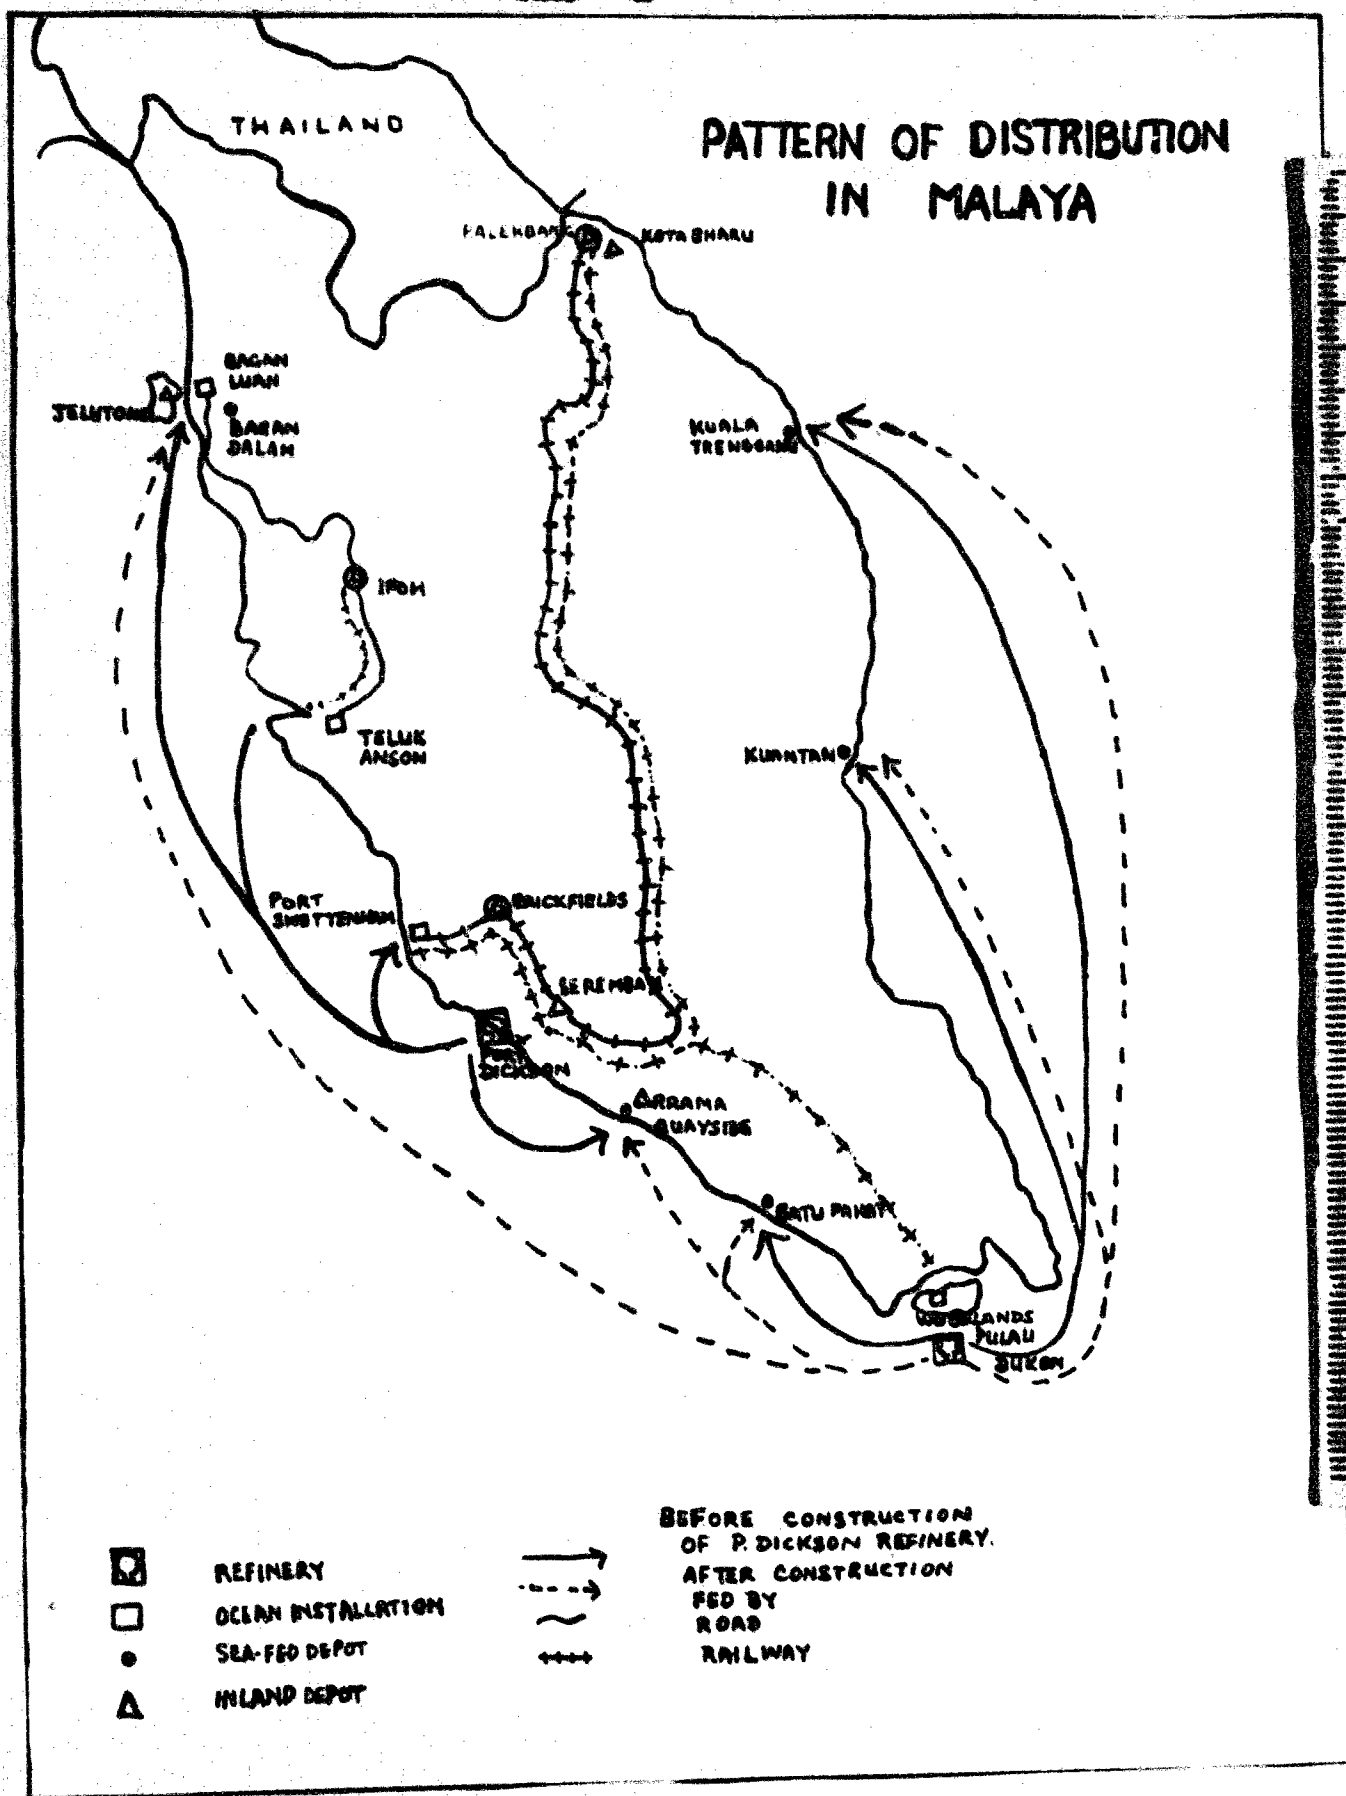 THAILAND
PATTERN OF DISTRIBUTION
IN MALAYA
PALEKBANG
KOTA BHARU
BAGAN
LUAN
JELUTONG
BAGAN
DALAM
KUALA
TRENGGANU
IPOH
TELUK
ANSON
KUANTAN
PORT
SWETTENHAM
BRICKFIELDS
SEREMBAN
PORT
DICKSON
QUAYSIDE
BATU PAHAT
WOODLANDS
PULAU
BUKOM
BEFORE CONSTRUCTION
OF P. DICKSON REFINERY.
AFTER CONSTRUCTION
FED BY
ROAD
RAILWAY
REFINERY
OCEAN INSTALLATION
SEA-FED DEPOT
INLAND DEPOT